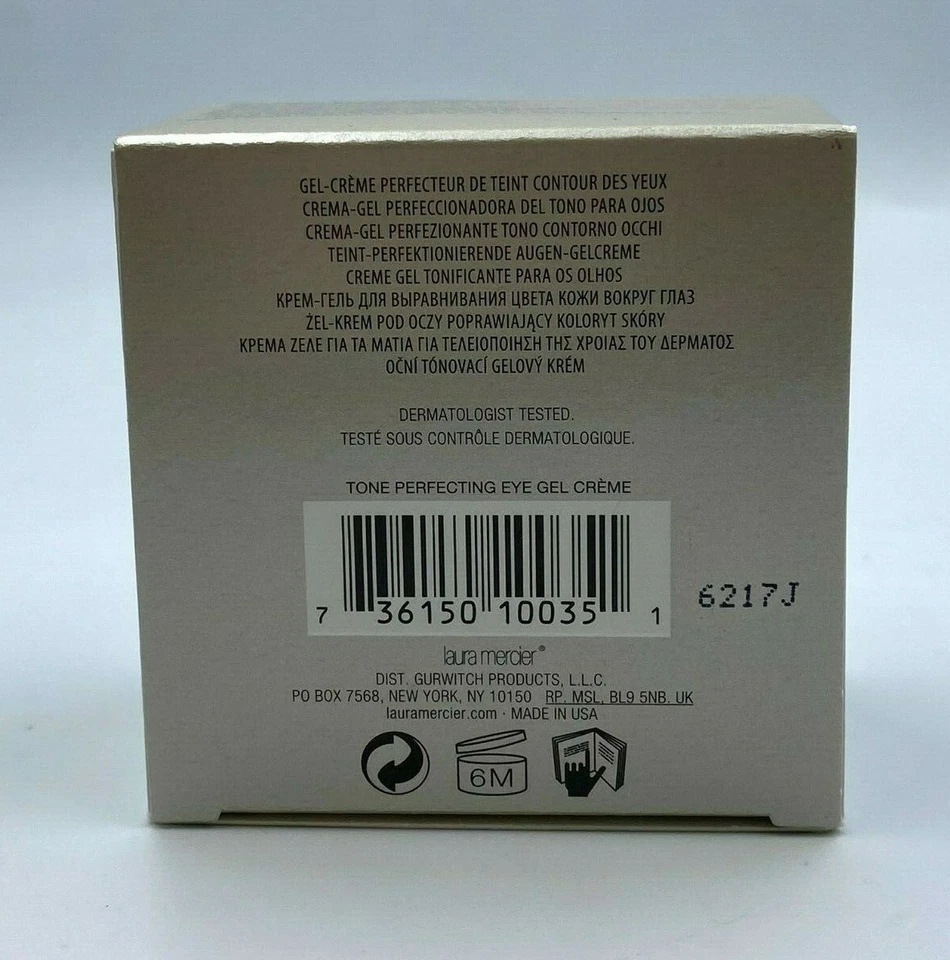 GEL-CRÈME PERFECTEUR DE TEINT CONTOUR DES YEUX
CREMA-GEL PERFECCIONADORA DEL TONO PARA OJOS
CREMA-GEL PERFEZIONANTE TONO CONTORNO OCCHI
TEINT-PERFEKTIONIERENDE AUGEN-GELCREME
CREME GEL TONIFICANTE PARA OS OLHOS
КРЕМ-ГЕЛЬ ДЛЯ ВЫРАВНИВАНИЯ ЦВЕТА КОЖИ ВОКРУГ ГЛАЗ
ŻEL-KREM POD OCZY POPRAWIAJĄCY KOLORYT SKÓRY
ΚΡΕΜΑ ΖΕΛΕ ΓΙΑ ΤΑ ΜΑΤΙΑ ΓΙΑ ΤΕΛΕΙΟΠΟΙΗΣΗ ΤΗΣ ΧΡΟΙΑΣ ΤΟΥ ΔΕΡΜΑΤΟΣ
OČNÍ TÓNOVACÍ GELOVÝ KRÉM
DERMATOLOGIST TESTED.
TESTÉ SOUS CONTRÔLE DERMATOLOGIQUE.
TONE PERFECTING EYE GEL CRÈME
7 36150 10035 1
6217J
laura mercier®
DIST. GURWITCH PRODUCTS, L.L.C.
PO BOX 7568, NEW YORK, NY 10150 RP. MSL, BL9 5NB. UK
lauramercier.com · MADE IN USA
6M